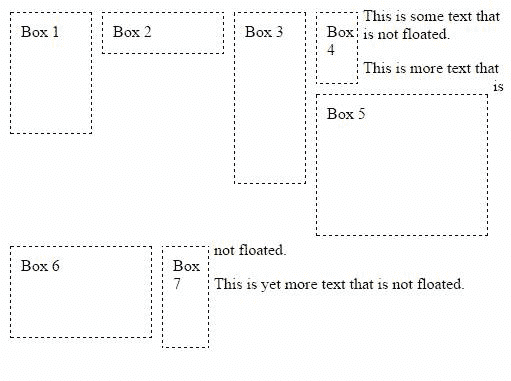 Box 1
Box 2
Box 3
Box
4
This is some text that
is not floated.
This is more text that
is
Box 5
not floated.
Box 6
Box
7
This is yet more text that is not floated.